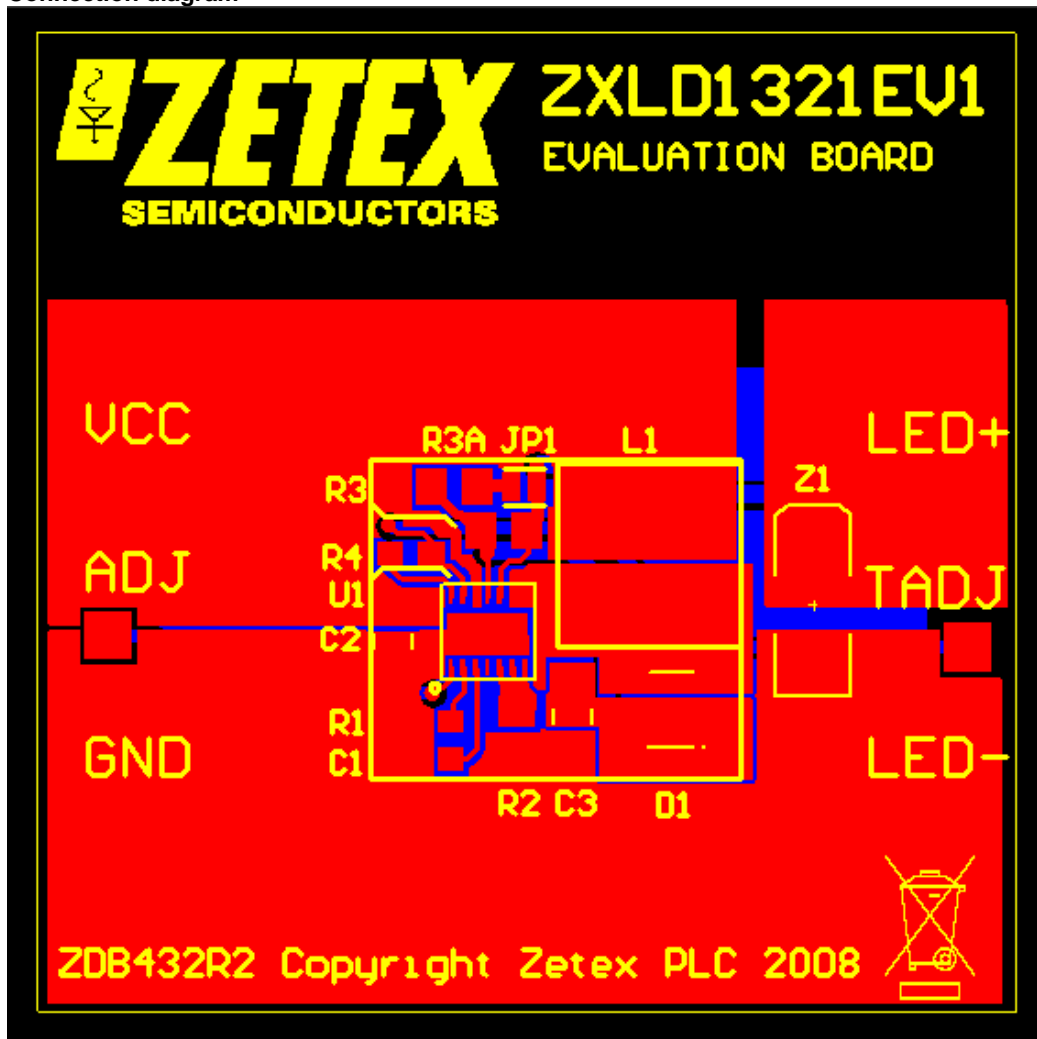 Connection diagram
ZETEX
SEMICONDUCTORS
ZXLD1321EV1
EVALUATION BOARD
VCC
LED+
R3A JP1 L1
Z1
R3
ADJ
R4
TADJ
U1
C2
R1
GND
C1
LED-
R2 C3 D1
ZDB432R2 Copyright Zetex PLC 2008